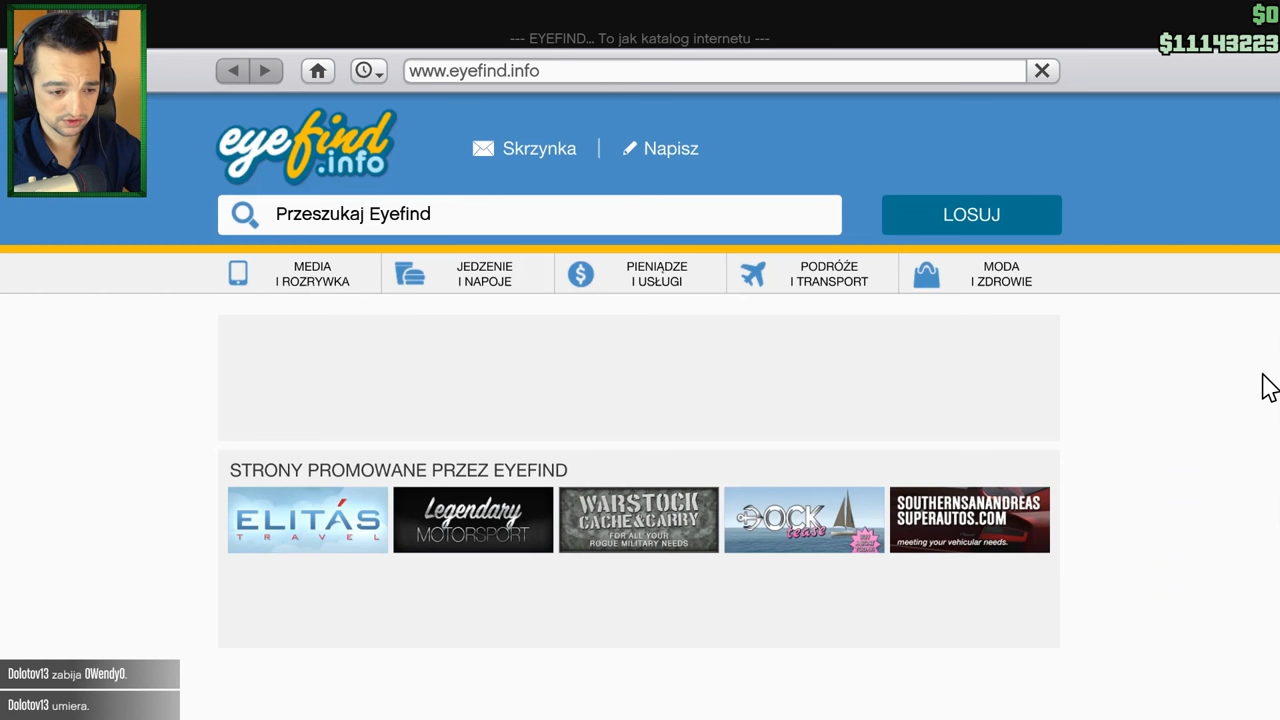 $0
$11143223
--- EYEFIND... To jak katalog internetu ---
www.eyefind.info
eyefind.info
Skrzynka
Napisz
Przeszukaj Eyefind
LOSUJ
MEDIA
I ROZRYWKA
JEDZENIE
I NAPOJE
PIENIĄDZE
I USŁUGI
PODRÓŻE
I TRANSPORT
MODA
I ZDROWIE
STRONY PROMOWANE PRZEZ EYEFIND
ELITÁS
TRAVEL
Legendary
MOTORSPORT
WARSTOCK
CACHE&CARRY
FOR ALL YOUR
ROGUE MILITARY NEEDS
DOCK
tease
SOUTHERNSANANDREAS
SUPERAUTOS.COM
meeting your vehicular needs.
Dolotov13 zabija 0Wendy0.
Dolotov13 umiera.